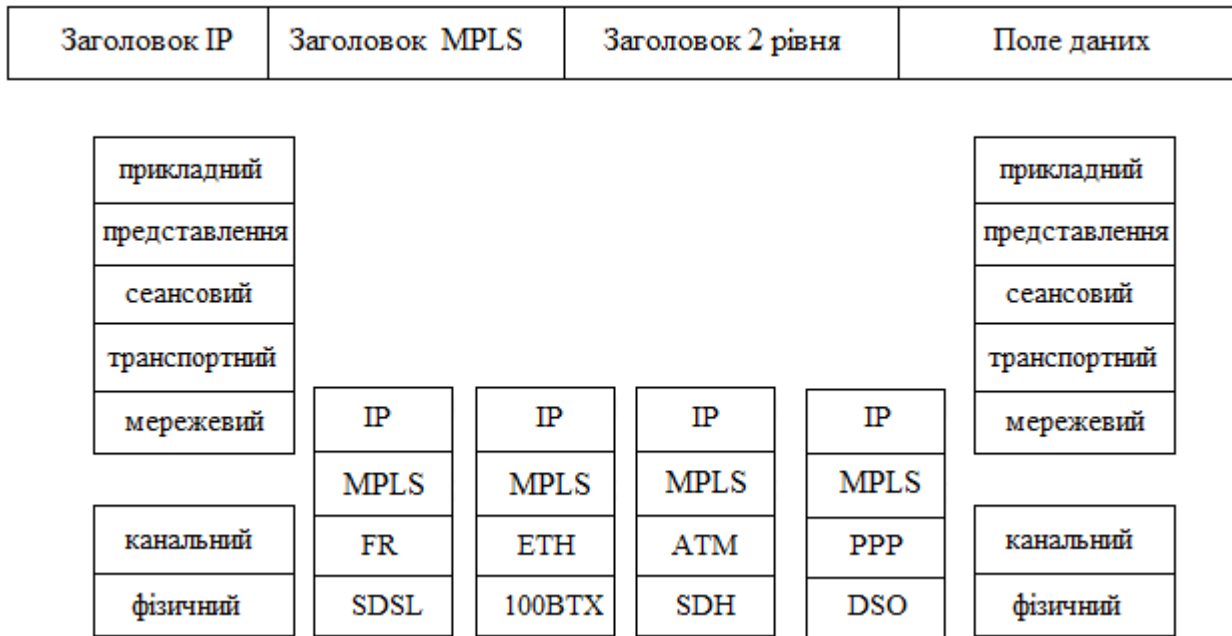 Заголовок IP Заголовок MPLS Заголовок 2 рівня Поле даних
прикладний прикладний
представлення представлення
сеансовий сеансовий
транспортний транспортний
мережевий IP IP IP IP мережевий
MPLS MPLS MPLS MPLS
канальний FR ETH ATM PPP канальний
фізичний SDSL 100BTX SDH DSO фізичний